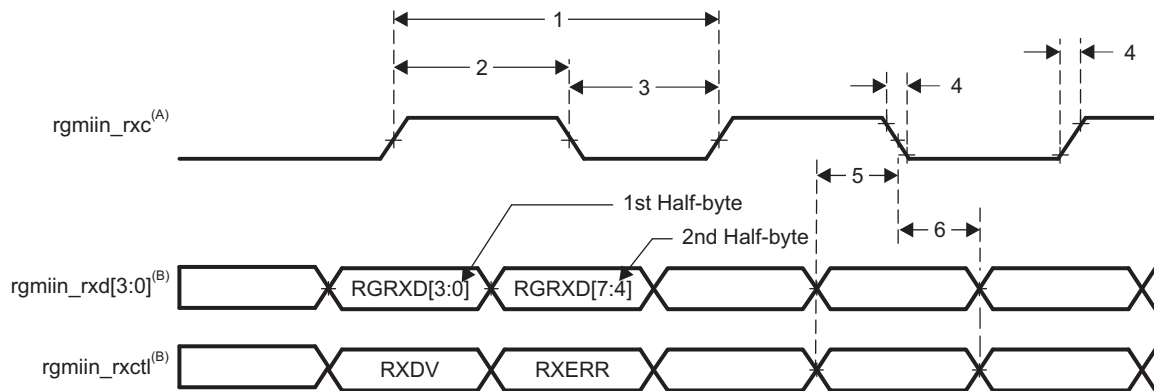 1
2
3
4
4
rgmiin_rxc(A)
5
1st Half-byte
6
2nd Half-byte
rgmiin_rxd[3:0](B)
RGRXD[3:0]
RGRXD[7:4]
rgmiin_rxctl(B)
RXDV
RXERR